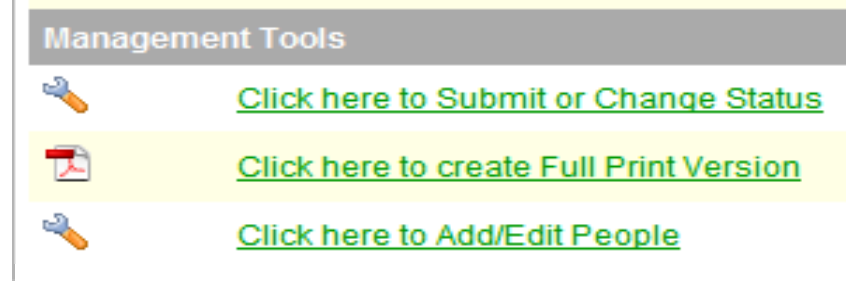 Management Tools
Click here to Submit or Change Status
Click here to create Full Print Version
Click here to Add/Edit People